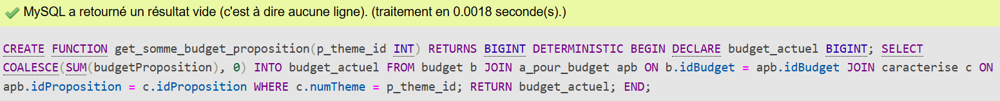 MySQL a retourné un résultat vide (c'est à dire aucune ligne). (traitement en 0.0018 seconde(s).)
CREATE FUNCTION get_somme_budget_proposition(p_theme_id INT) RETURNS BIGINT DETERMINISTIC BEGIN DECLARE budget_actuel BIGINT; SELECT
COALESCE(SUM(budgetProposition), 0) INTO budget_actuel FROM budget b JOIN a_pour_budget apb ON b.idBudget = apb.idBudget JOIN caracterise c ON
apb.idProposition = c.idProposition WHERE c.numTheme = p_theme_id; RETURN budget_actuel; END;